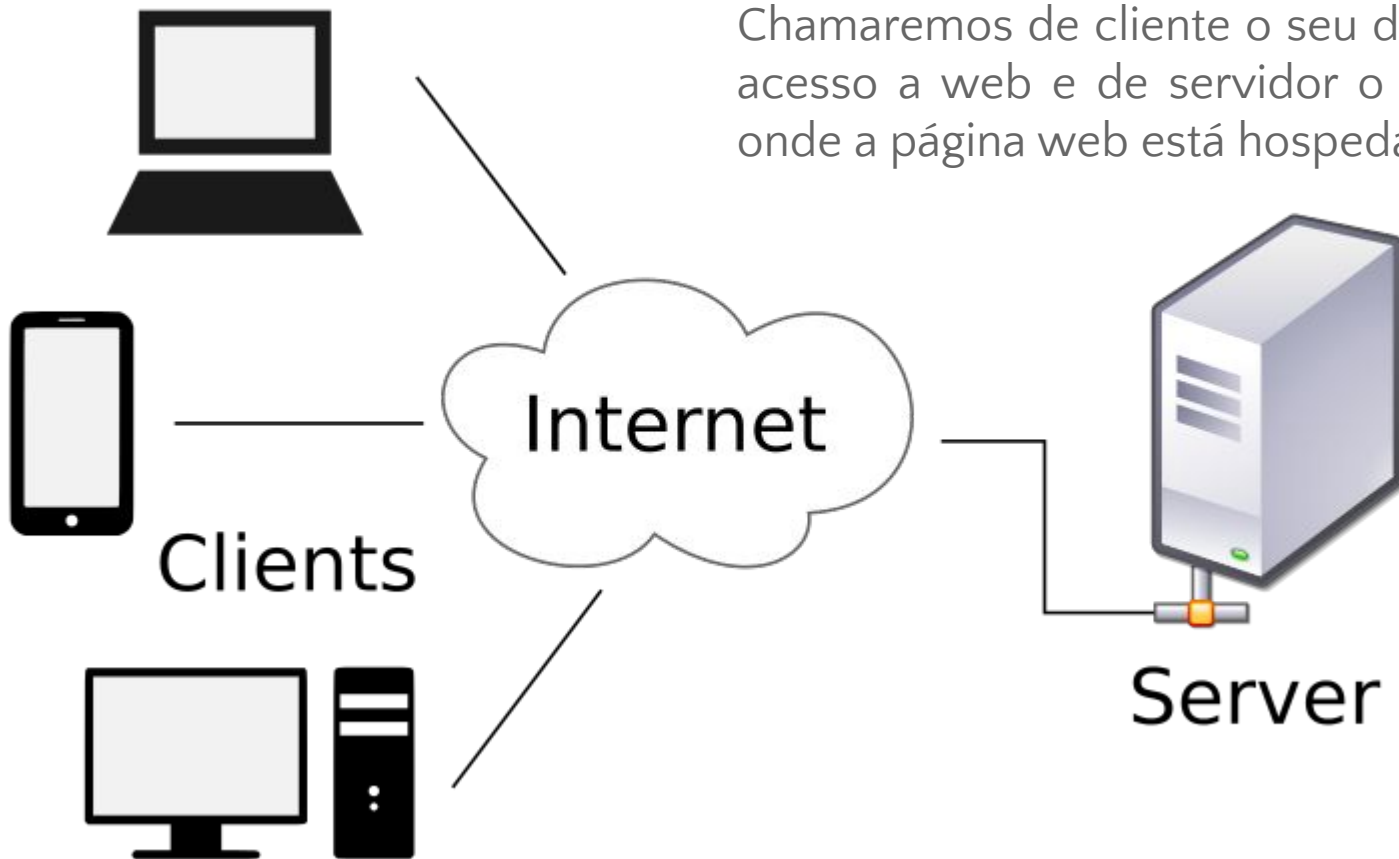 Chamaremos de cliente o seu
acesso a web e de servidor o
onde a página web está
Internet
Clients
Server